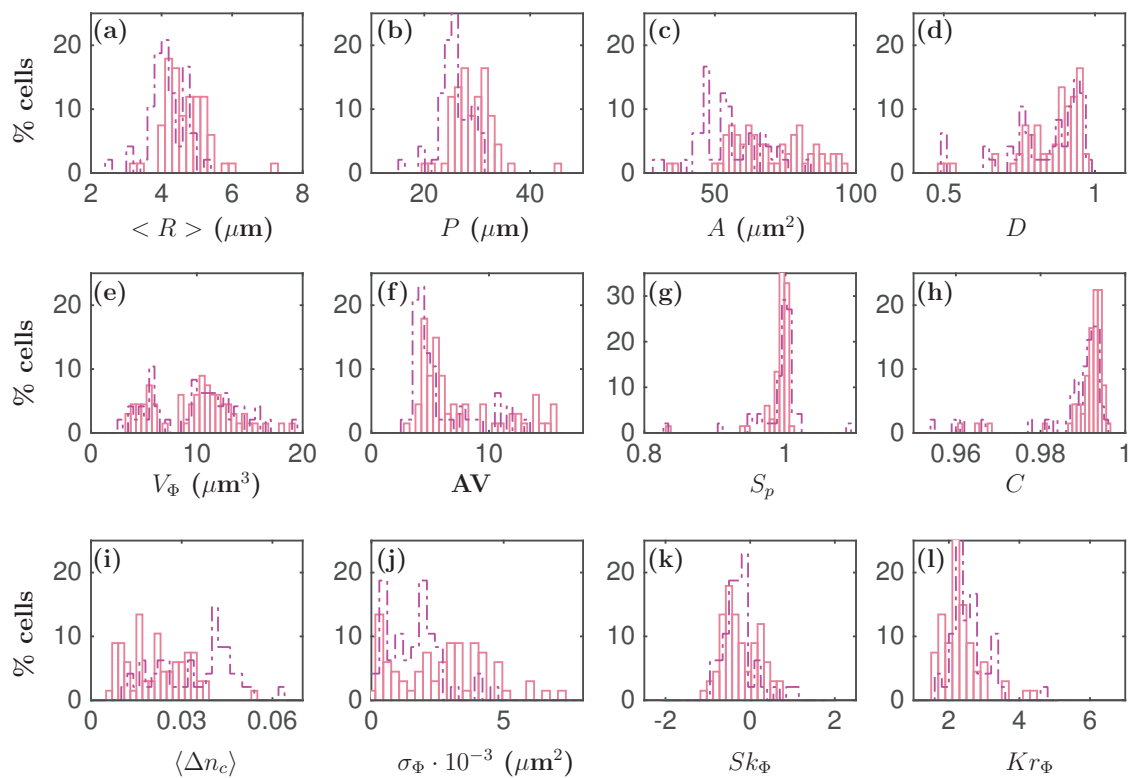 (a) (b) (c) (d)
% cells
20
10
0
20
10
0
20
10
0
20
10
0
2 4 6 8
20 40
50 100
0.5 1
< R > (μm) P (μm) A (μm²) D
(e) (f) (g) (h)
% cells
20
10
0
20
10
0
30
20
10
0
20
10
0
0 10 20
0 10
0.8 1
0.96 0.98 1
V_Φ (μm³) AV S_p C
(i) (j) (k) (l)
% cells
20
10
0
20
10
0
20
10
0
20
10
0
0 0.03 0.06
0 5
-2 0 2
2 4 6
⟨Δn_c⟩ σ_Φ · 10⁻³ (μm²) Sk_Φ Kr_Φ